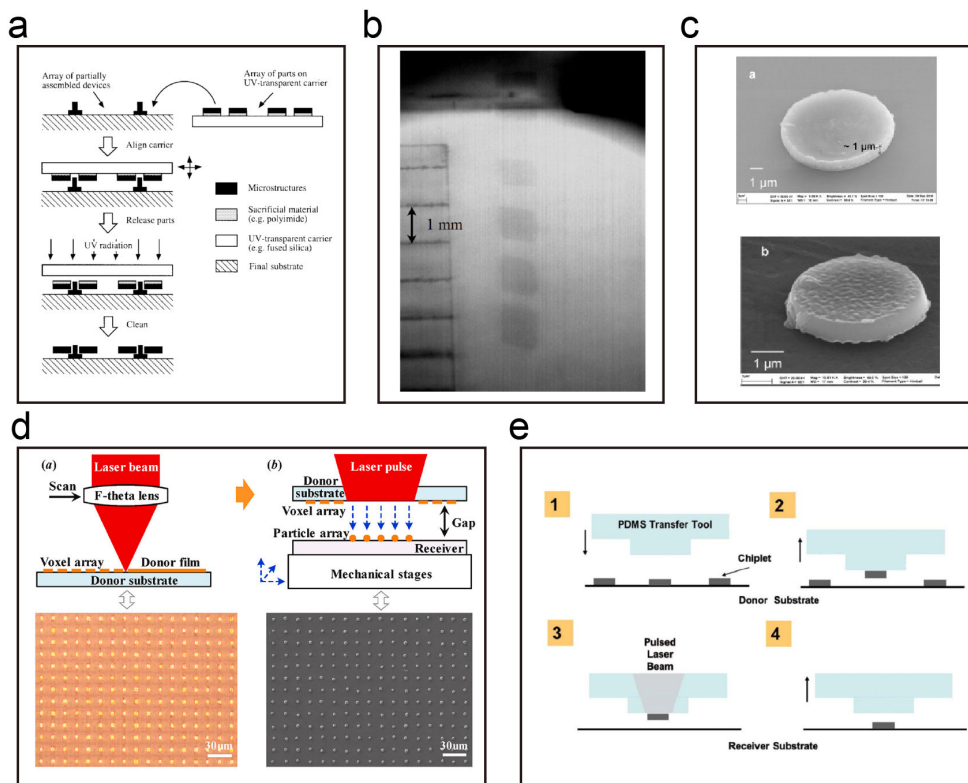 a
Array of partially
assembled devices
Array of parts on
UV-transparent carrier
Align carrier
Release parts
UV radiation
Clean
Microstructures
Sacrificial material
(e.g. polyimide)
UV-transparent carrier
(e.g. fused silica)
Final substrate
b
1 mm
c
a
~ 1 μm
1 μm
b
1 μm
d
(a)
Laser beam
Scan
F-theta lens
Voxel array
Donor film
Donor substrate
30μm
(b)
Laser pulse
Donor
substrate
Voxel array
Particle array
Gap
Receiver
Mechanical stages
30μm
e
1
PDMS Transfer Tool
Chiplet
2
Donor Substrate
3
Pulsed
Laser
Beam
4
Receiver Substrate